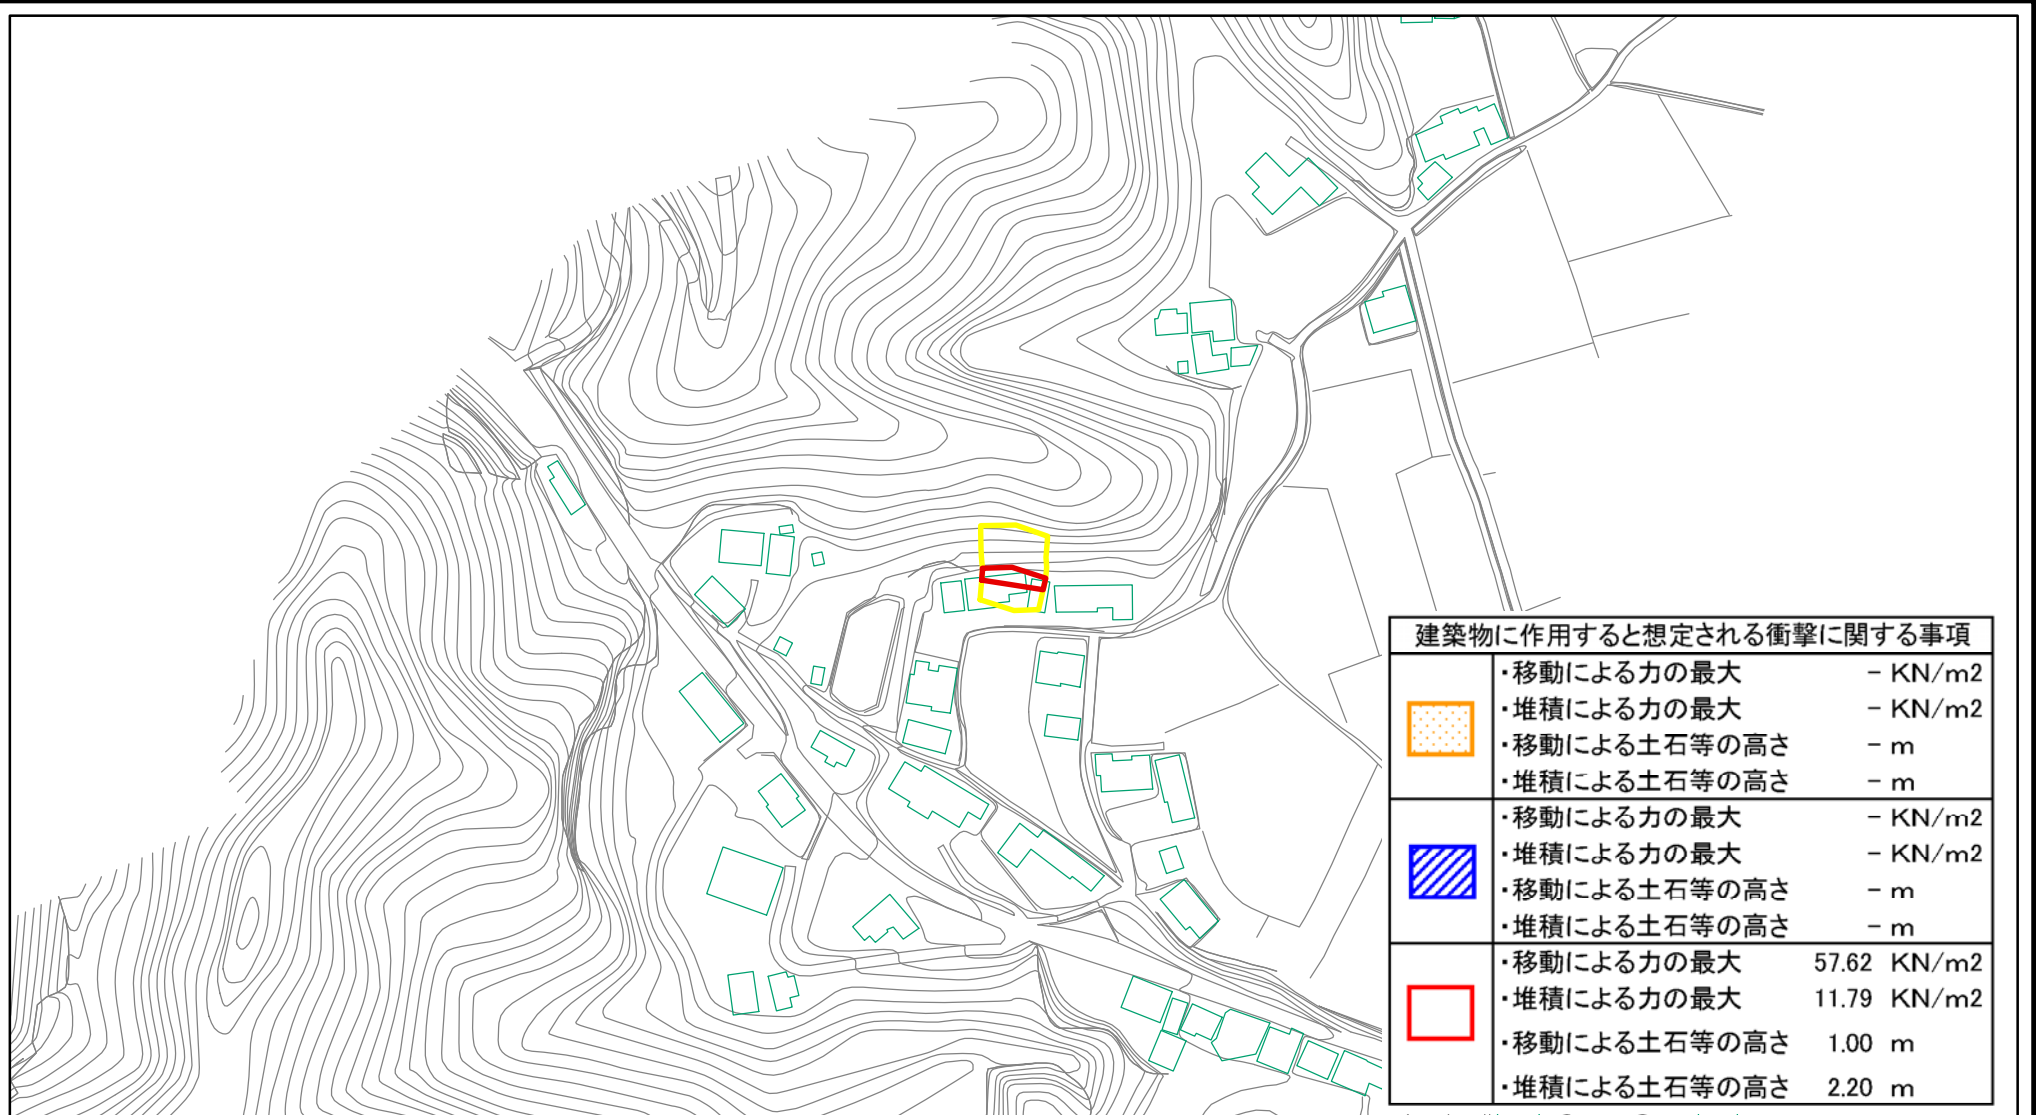 建築物に作用すると想定される衝撃に関する事項
・移動による力の最大 － KN/m2
・堆積による力の最大 － KN/m2
・移動による土石等の高さ － m
・堆積による土石等の高さ － m
・移動による力の最大 － KN/m2
・堆積による力の最大 － KN/m2
・移動による土石等の高さ － m
・堆積による土石等の高さ － m
・移動による力の最大 57.62 KN/m2
・堆積による力の最大 11.79 KN/m2
・移動による土石等の高さ 1.00 m
・堆積による土石等の高さ 2.20 m